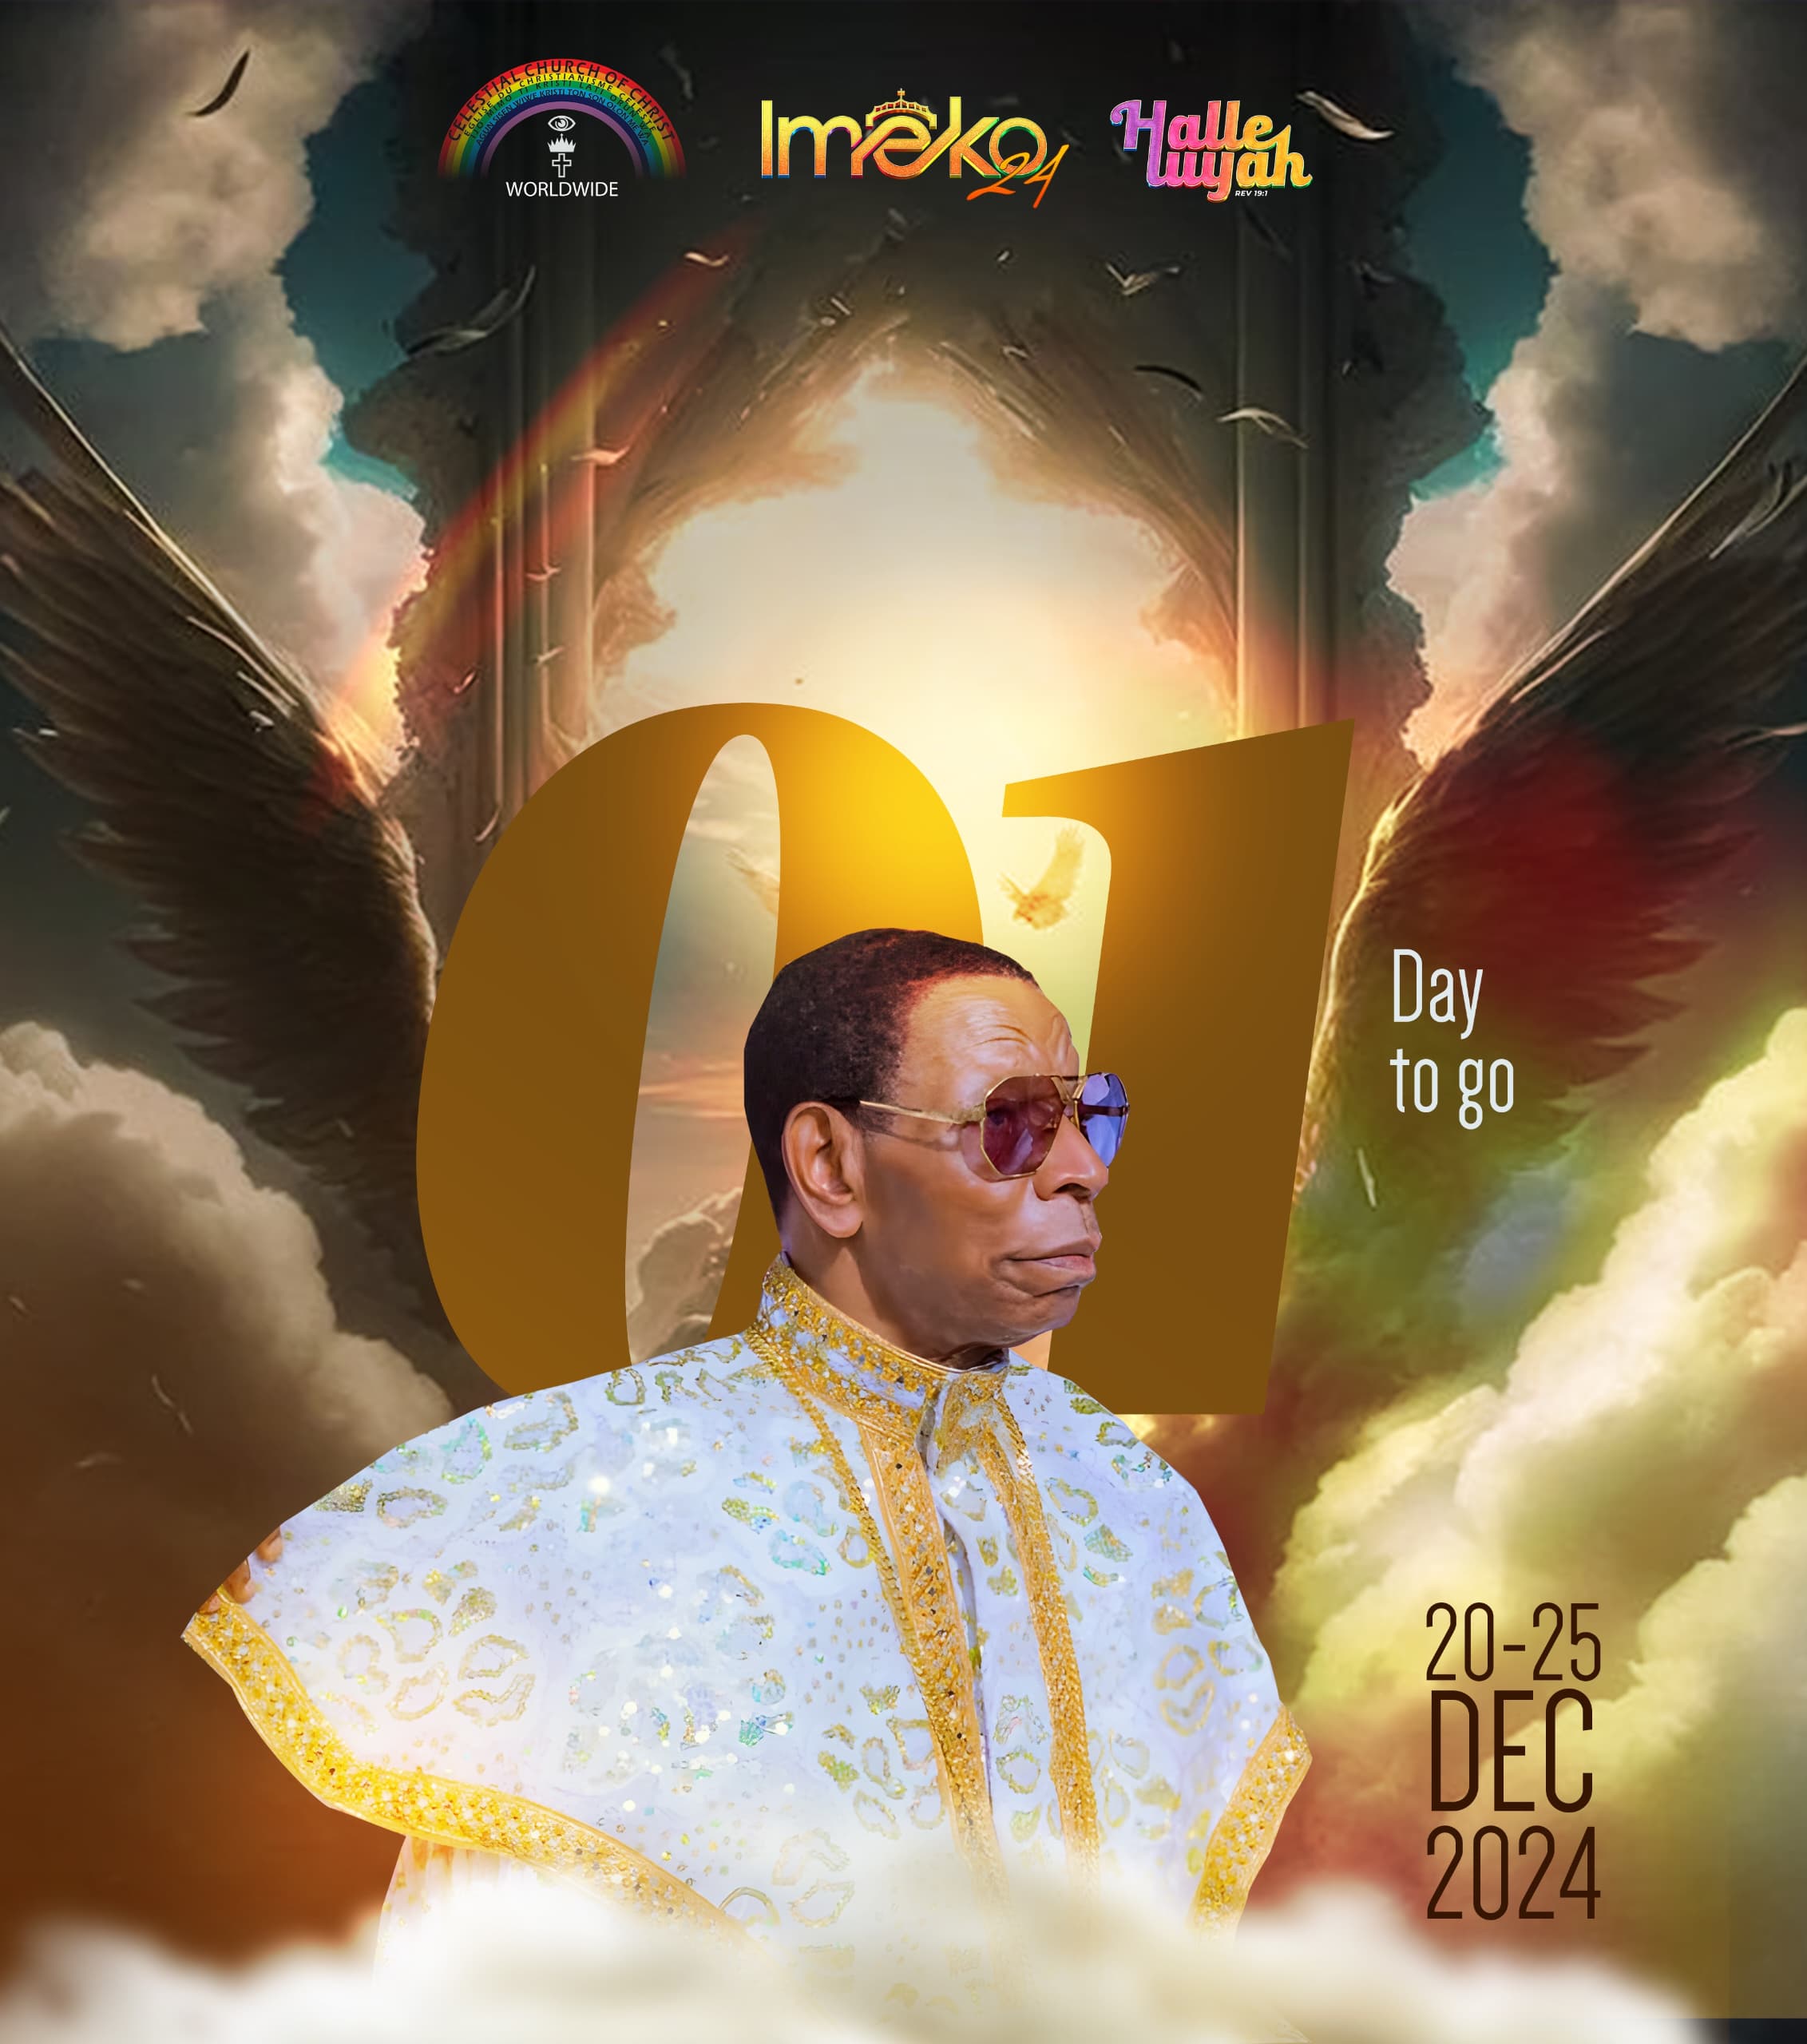 CELESTIAL CHURCH OF CHRIST
WORLDWIDE
Imeko
24
Halle
luyah
REV 19:1
01
Day
to go
20-25
DEC
2024